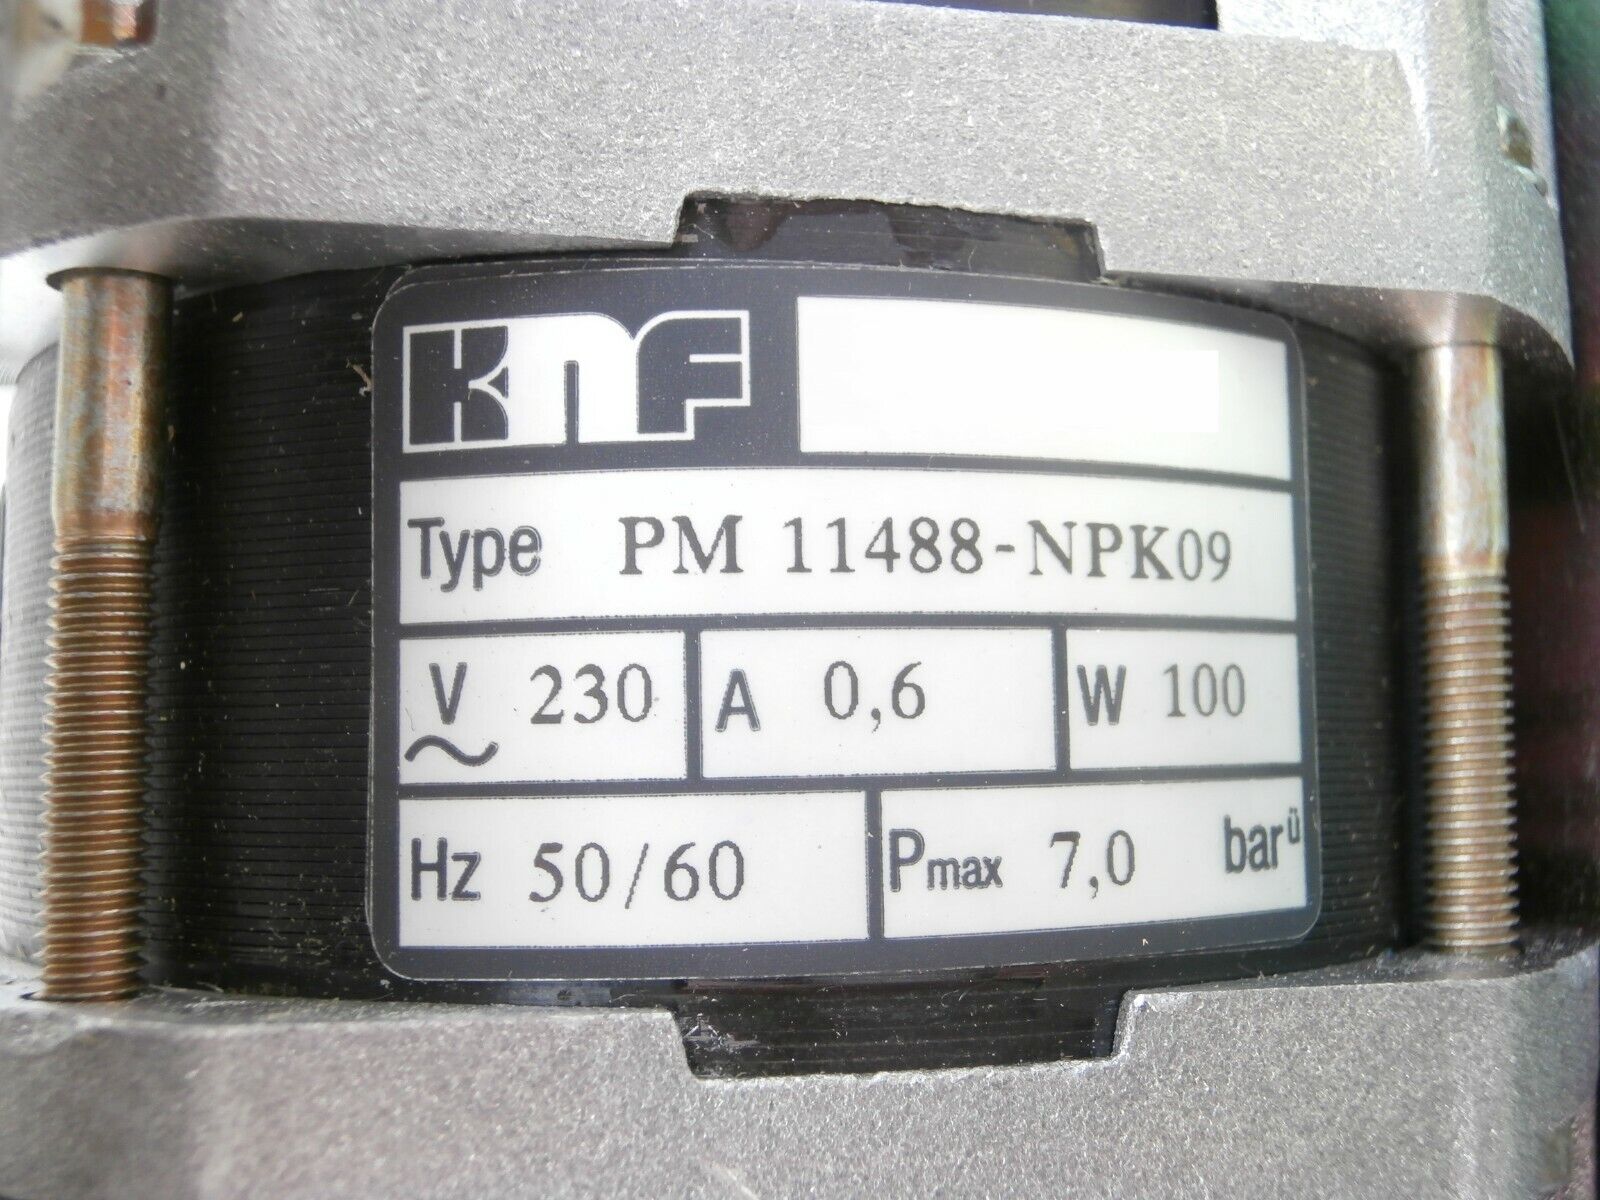 KNF
Type PM 11488-NPK09
V ~ 230 A 0,6 W 100
Hz 50/60 Pmax 7,0 barü